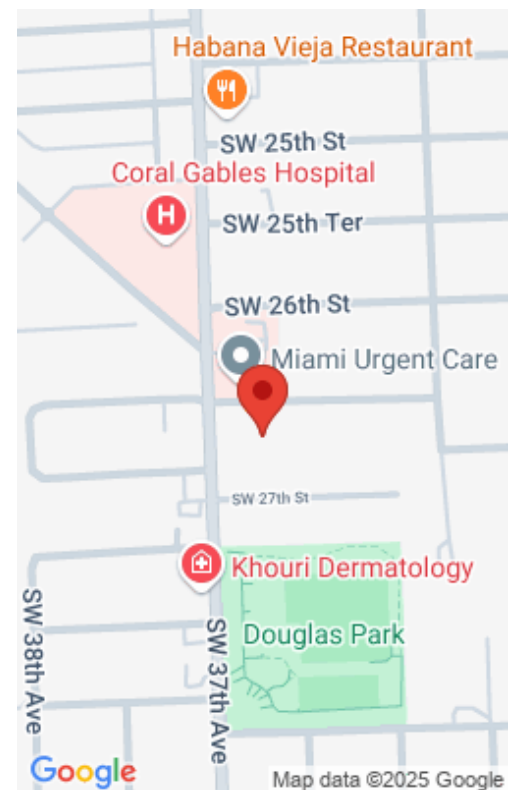 Habana Vieja Restaurant
SW 25th St
Coral Gables Hospital
H
SW 25th Ter
SW 26th St
Miami Urgent Care
SW 27th St
Khouri Dermatology
Douglas Park
SW 38th Ave
SW 37th Ave
Google
Map data ©2025 Google